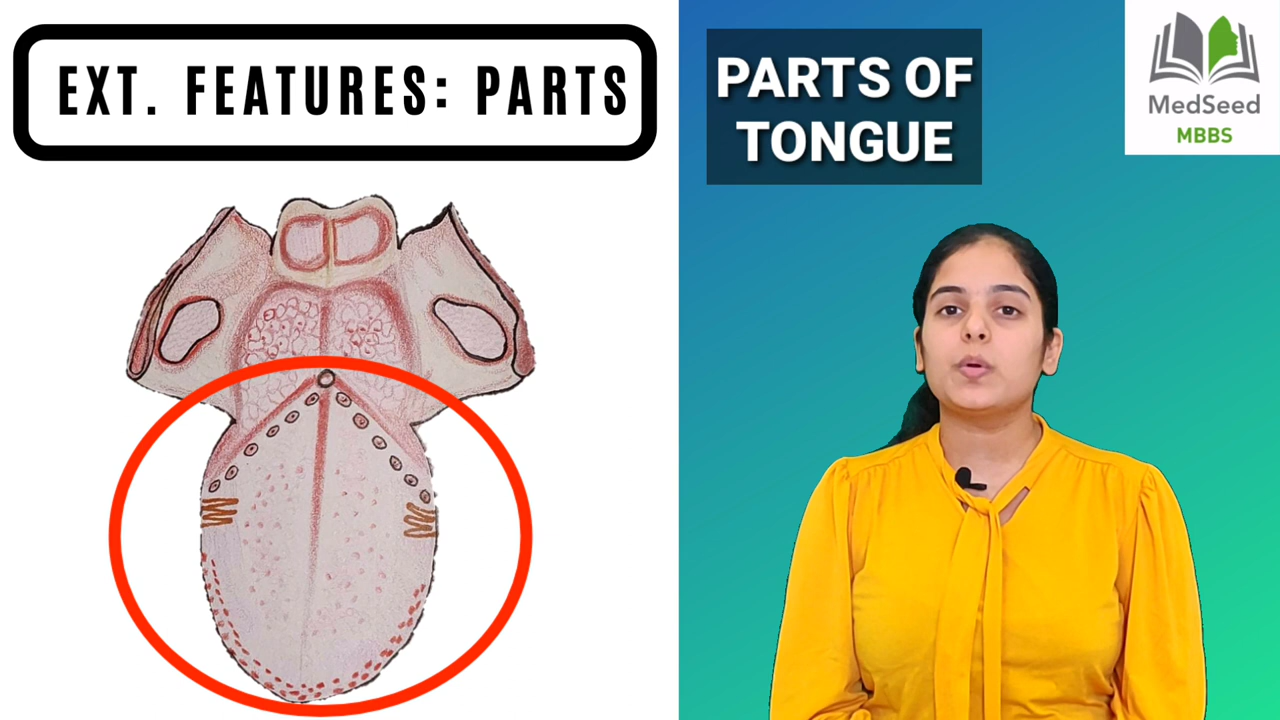 EXT. FEATURES: PARTS
PARTS OF
TONGUE
MedSeed
MBBS